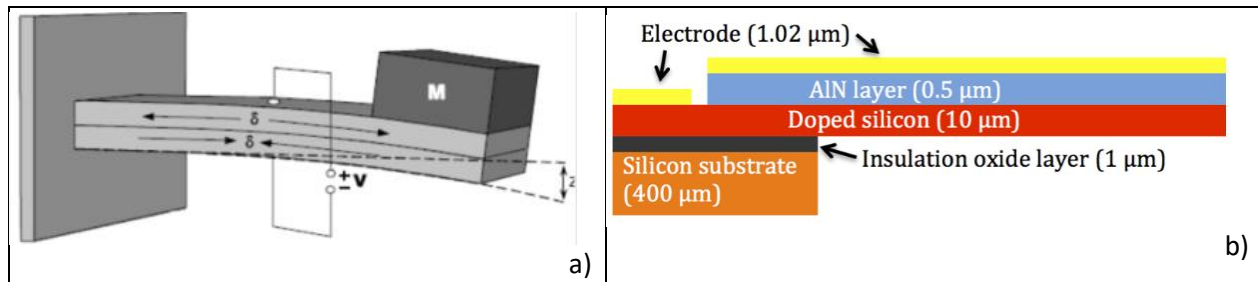 M
δ
δ
+
V
−
z
a)
Electrode (1.02 μm)
AlN layer (0.5 μm)
Doped silicon (10 μm)
Insulation oxide layer (1 μm)
Silicon substrate
(400 μm)
b)